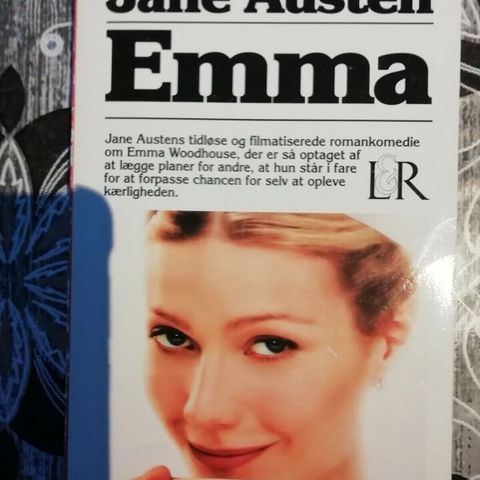 Jane Austen
Emma
Jane Austens tidløse og filmatiserede romankomedie
om Emma Woodhouse, der er så optaget af
at lægge planer for andre, at hun står i fare
for at forpasse chancen for selv at opleve
kærligheden.
L&R